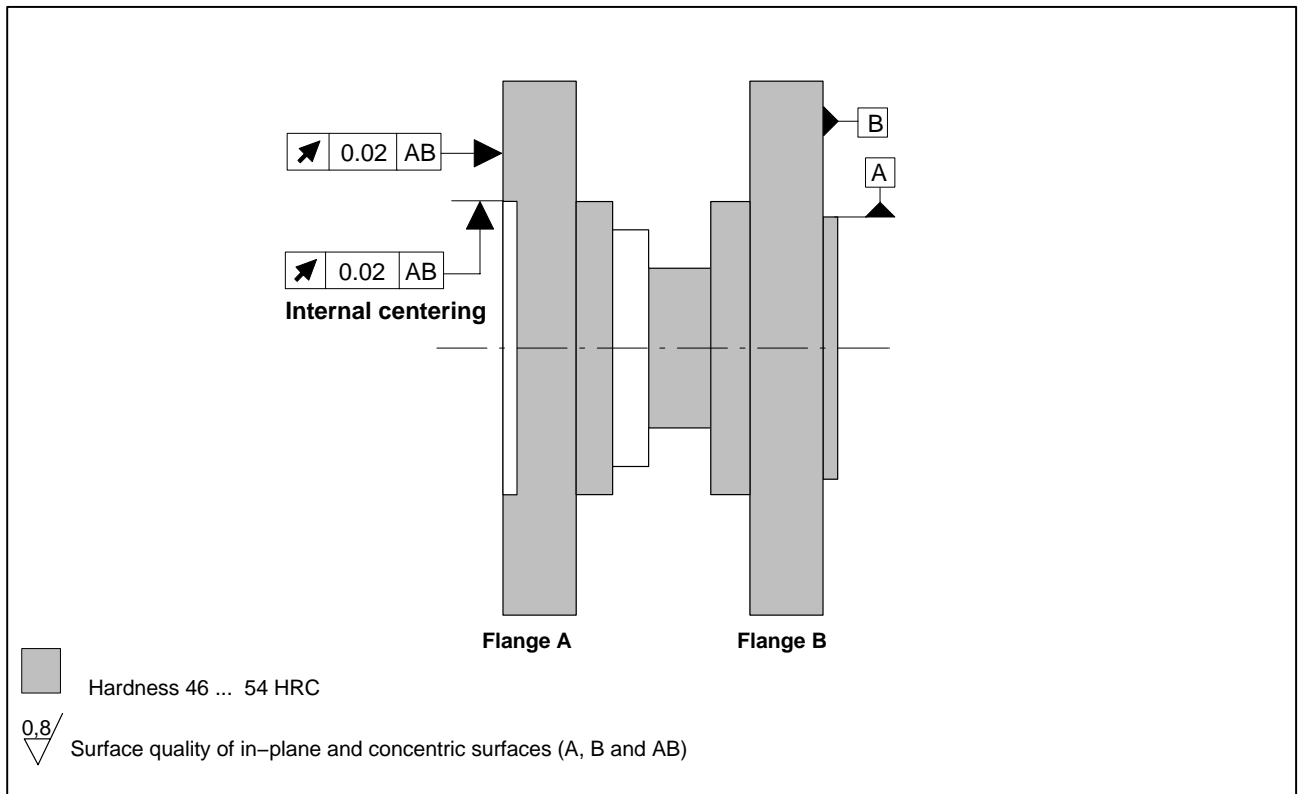 B
A
0.02 AB
0.02 AB
Internal centering
Flange A
Flange B
Hardness 46 ... 54 HRC
0,8
Surface quality of in−plane and concentric surfaces (A, B and AB)